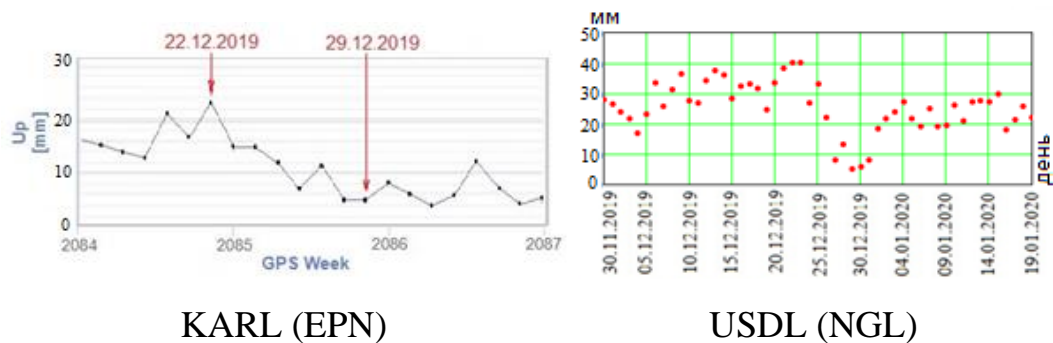 22.12.2019 29.12.2019
30
20
10
0
Up
[mm]
2084 2085 2086 2087
GPS Week
KARL (EPN)
мм
50
40
30
20
10
0
день
30.11.2019
05.12.2019
10.12.2019
15.12.2019
20.12.2019
25.12.2019
30.12.2019
04.01.2020
09.01.2020
14.01.2020
19.01.2020
USDL (NGL)